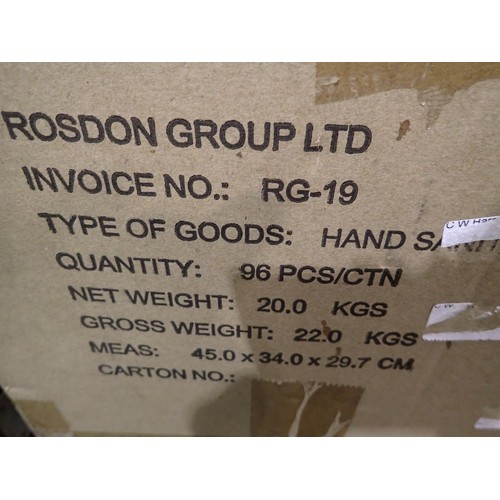 ROSDON GROUP LTD
INVOICE NO.: RG-19
TYPE OF GOODS: HAND
QUANTITY: 96 PCS/CTN
NET WEIGHT: 20.0 KGS
GROSS WEIGHT: 22.0 KGS
MEAS: 45.0 x 34.0 x 29.7 CM
CARTON NO.: